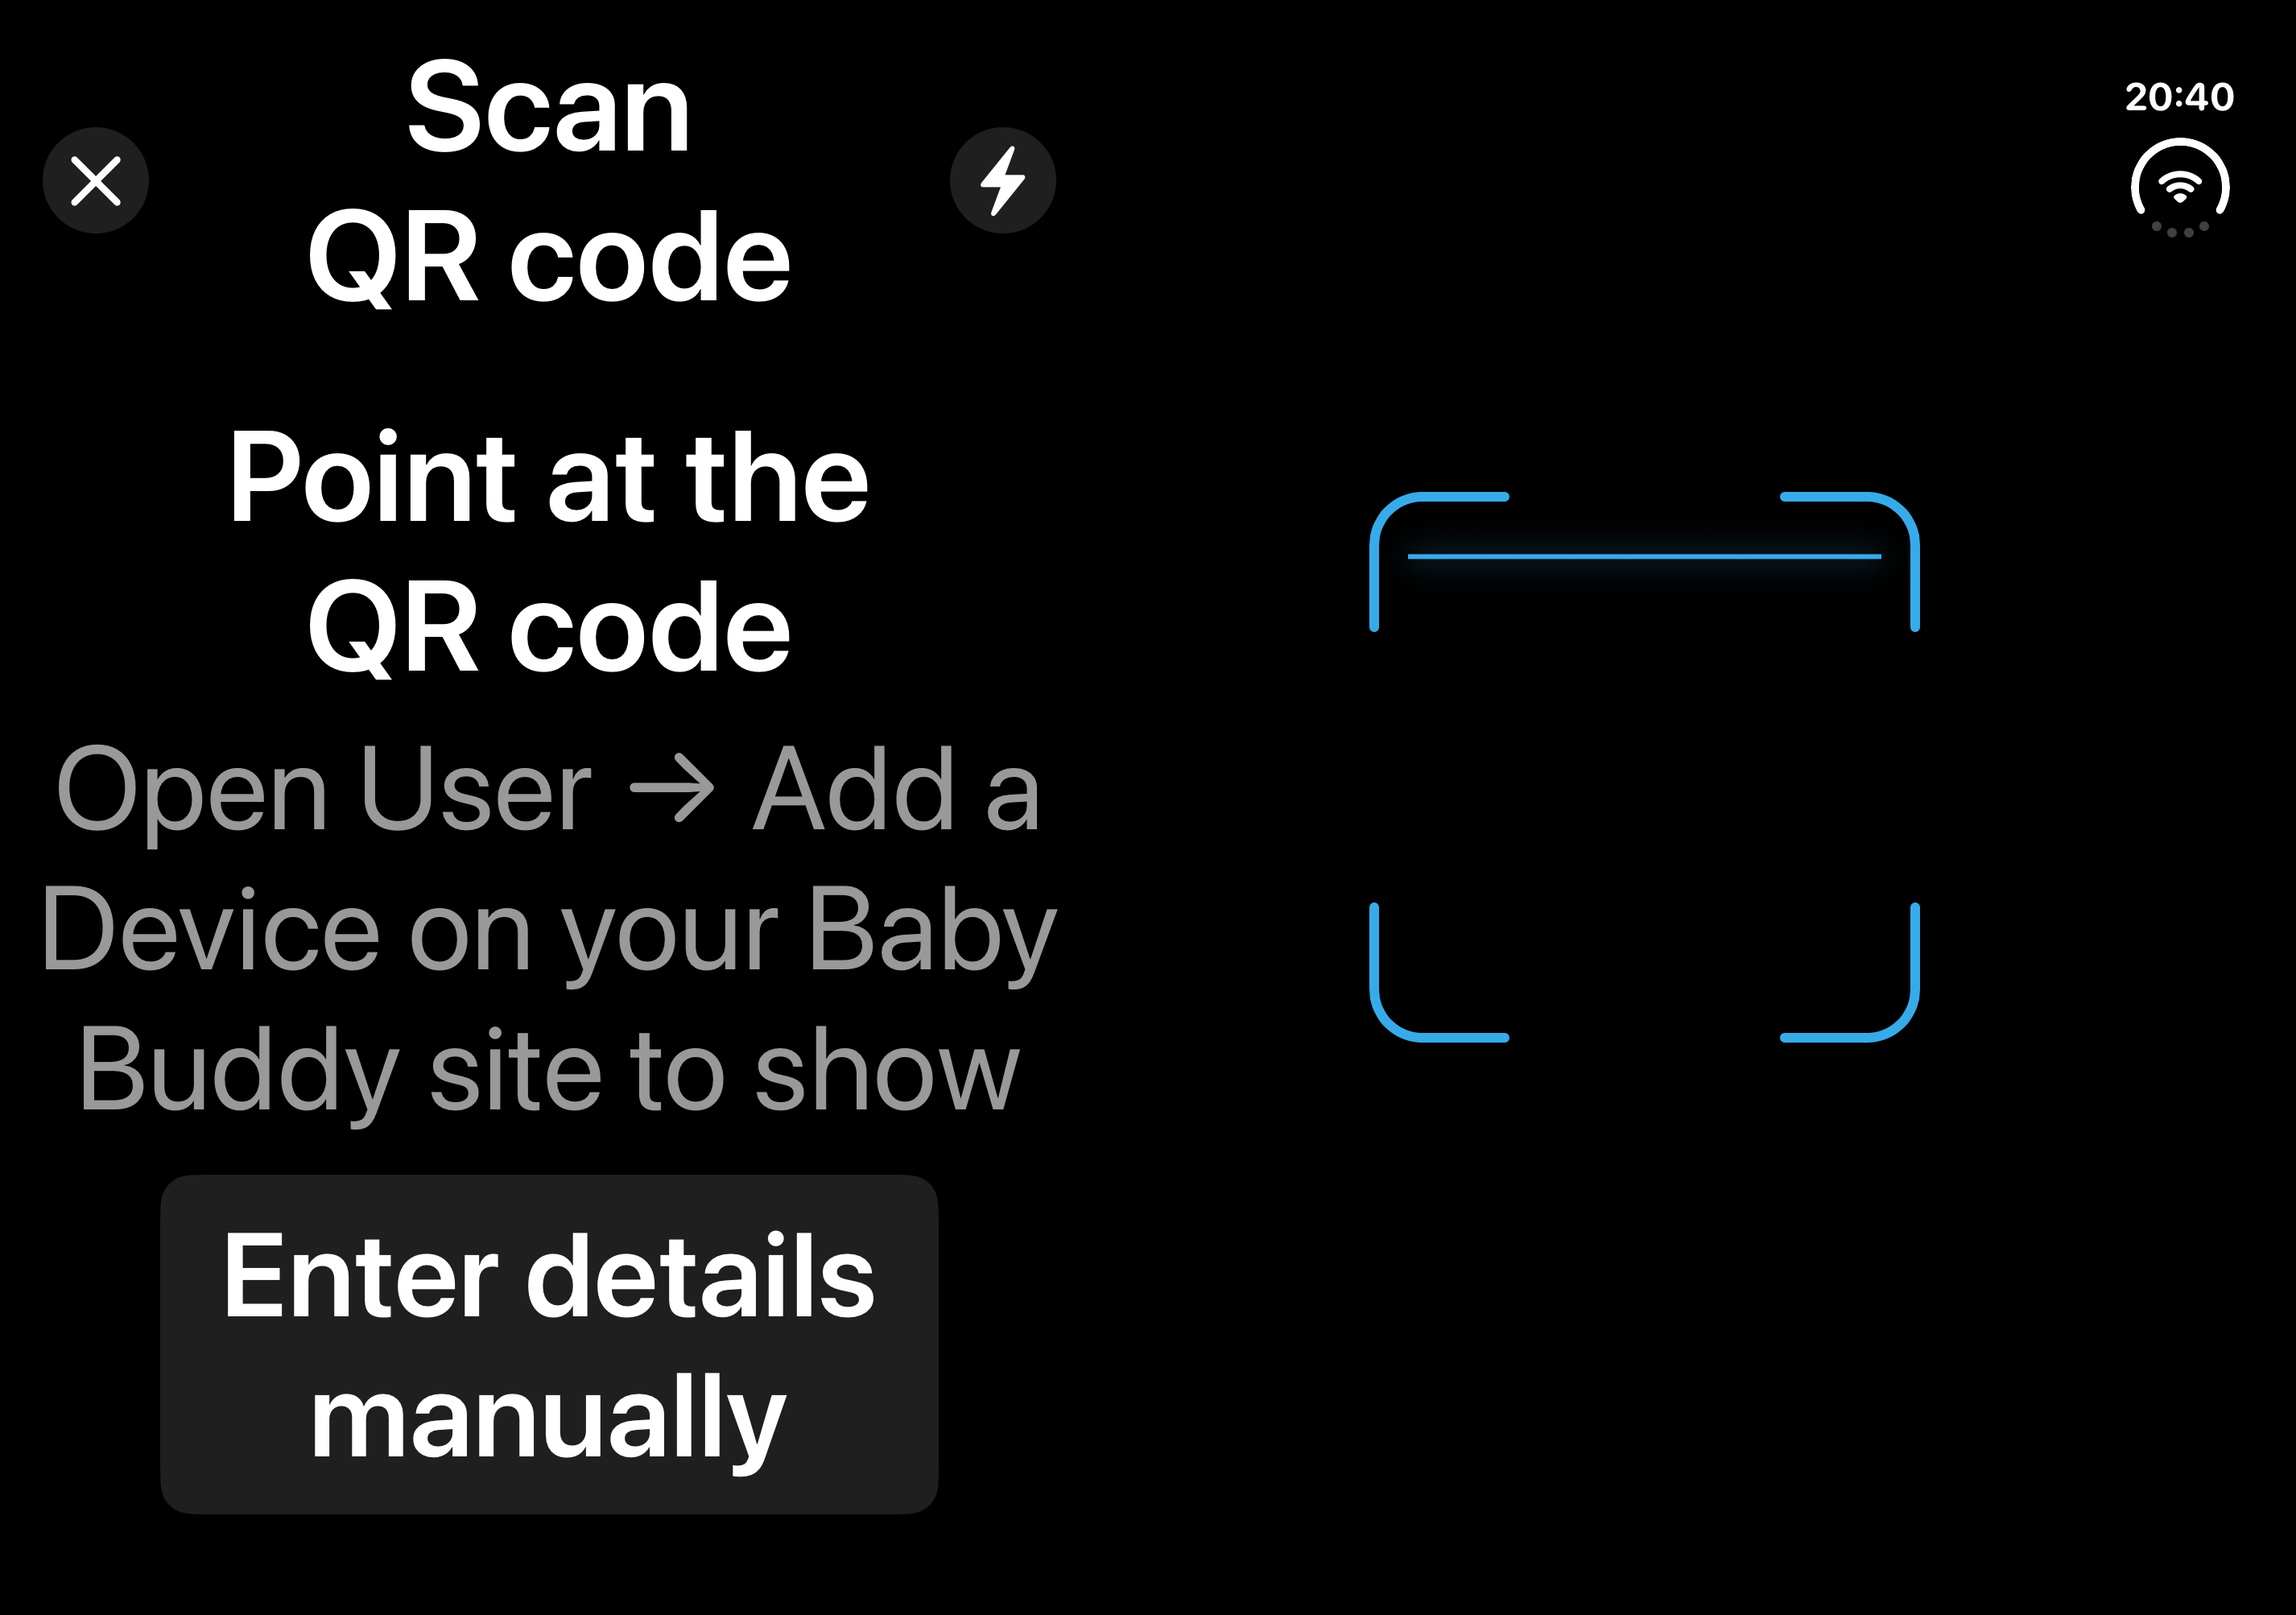 Scan
QR code
20:40
Point at the
QR code
Open User → Add a
Device on your Baby
Buddy site to show
Enter details
manually